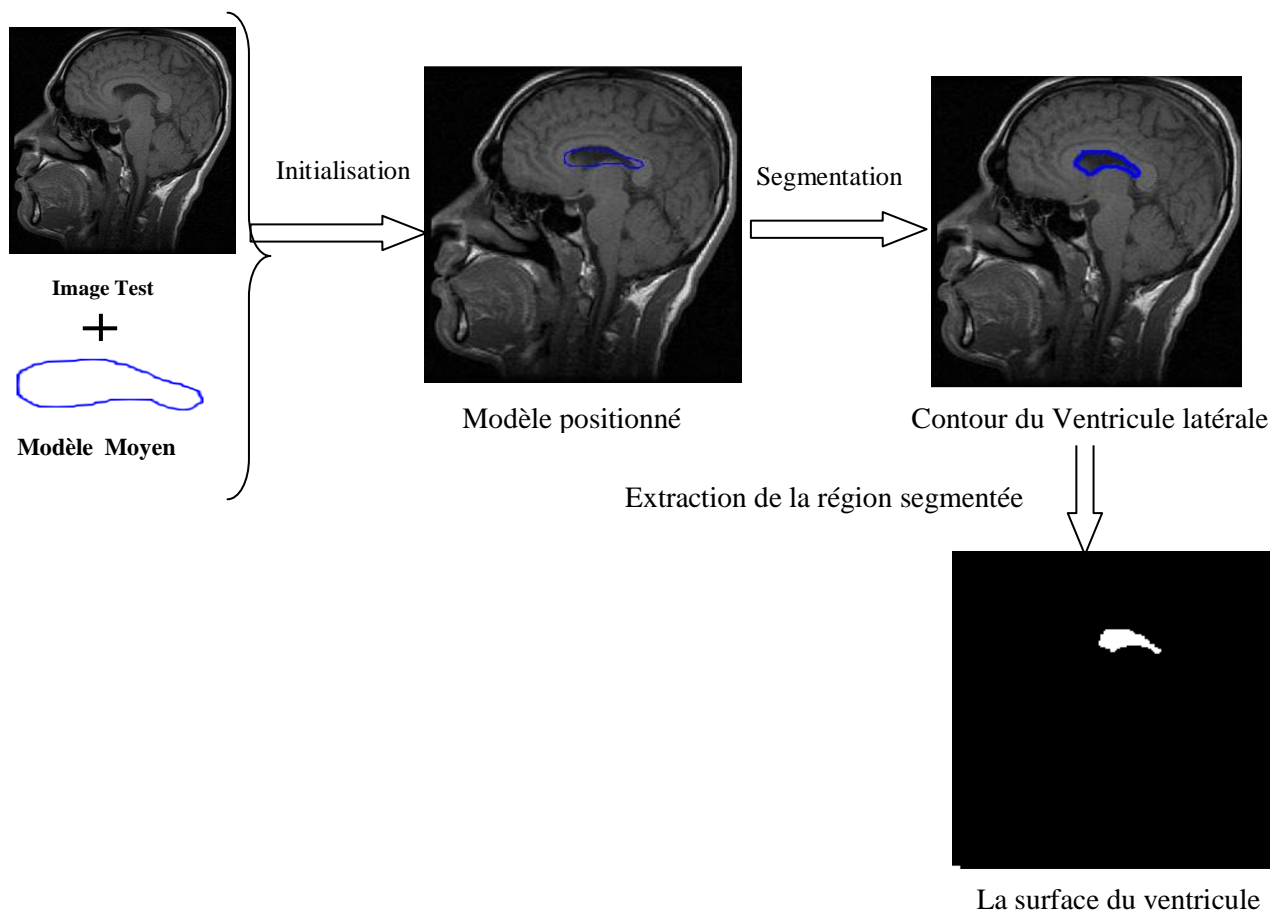 Image Test
+
Modèle Moyen
Initialisation
Modèle positionné
Segmentation
Contour du Ventricule latérale
Extraction de la région segmentée
La surface du ventricule